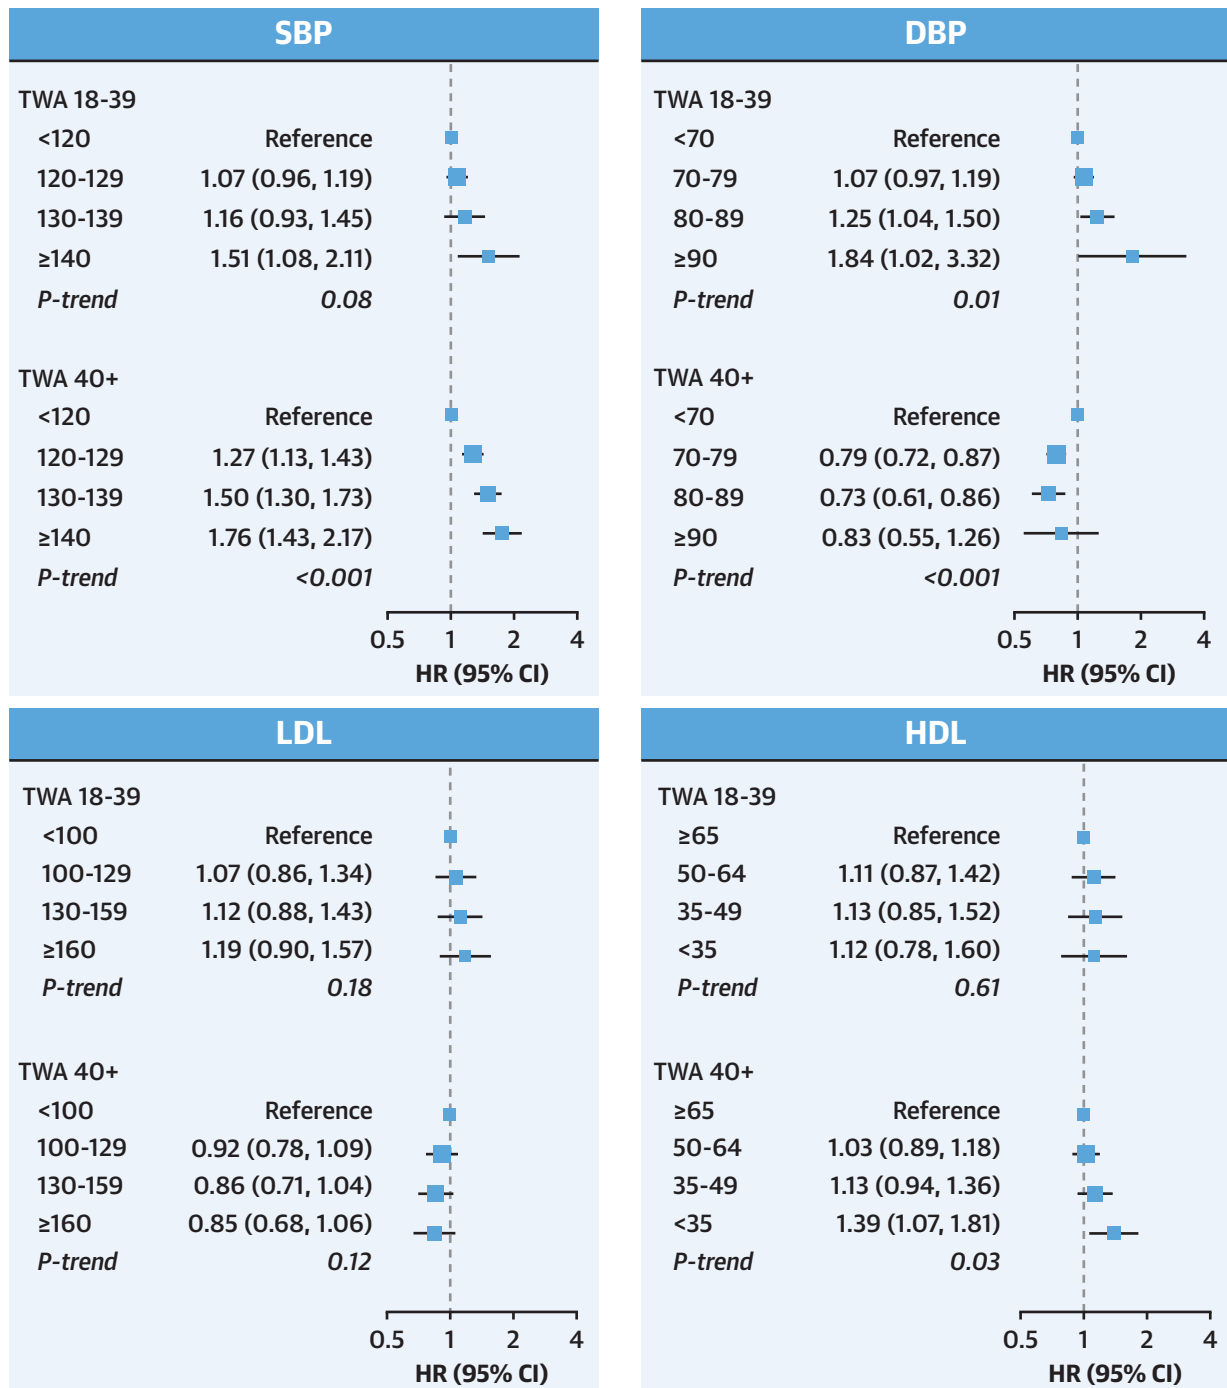 SBP
TWA 18-39
<120 Reference
120-129 1.07 (0.96, 1.19)
130-139 1.16 (0.93, 1.45)
≥140 1.51 (1.08, 2.11)
P-trend 0.08
TWA 40+
<120 Reference
120-129 1.27 (1.13, 1.43)
130-139 1.50 (1.30, 1.73)
≥140 1.76 (1.43, 2.17)
P-trend <0.001
0.5 1 2 4
HR (95% CI)
DBP
TWA 18-39
<70 Reference
70-79 1.07 (0.97, 1.19)
80-89 1.25 (1.04, 1.50)
≥90 1.84 (1.02, 3.32)
P-trend 0.01
TWA 40+
<70 Reference
70-79 0.79 (0.72, 0.87)
80-89 0.73 (0.61, 0.86)
≥90 0.83 (0.55, 1.26)
P-trend <0.001
0.5 1 2 4
HR (95% CI)
LDL
TWA 18-39
<100 Reference
100-129 1.07 (0.86, 1.34)
130-159 1.12 (0.88, 1.43)
≥160 1.19 (0.90, 1.57)
P-trend 0.18
TWA 40+
<100 Reference
100-129 0.92 (0.78, 1.09)
130-159 0.86 (0.71, 1.04)
≥160 0.85 (0.68, 1.06)
P-trend 0.12
0.5 1 2 4
HR (95% CI)
HDL
TWA 18-39
≥65 Reference
50-64 1.11 (0.87, 1.42)
35-49 1.13 (0.85, 1.52)
<35 1.12 (0.78, 1.60)
P-trend 0.61
TWA 40+
≥65 Reference
50-64 1.03 (0.89, 1.18)
35-49 1.13 (0.94, 1.36)
<35 1.39 (1.07, 1.81)
P-trend 0.03
0.5 1 2 4
HR (95% CI)